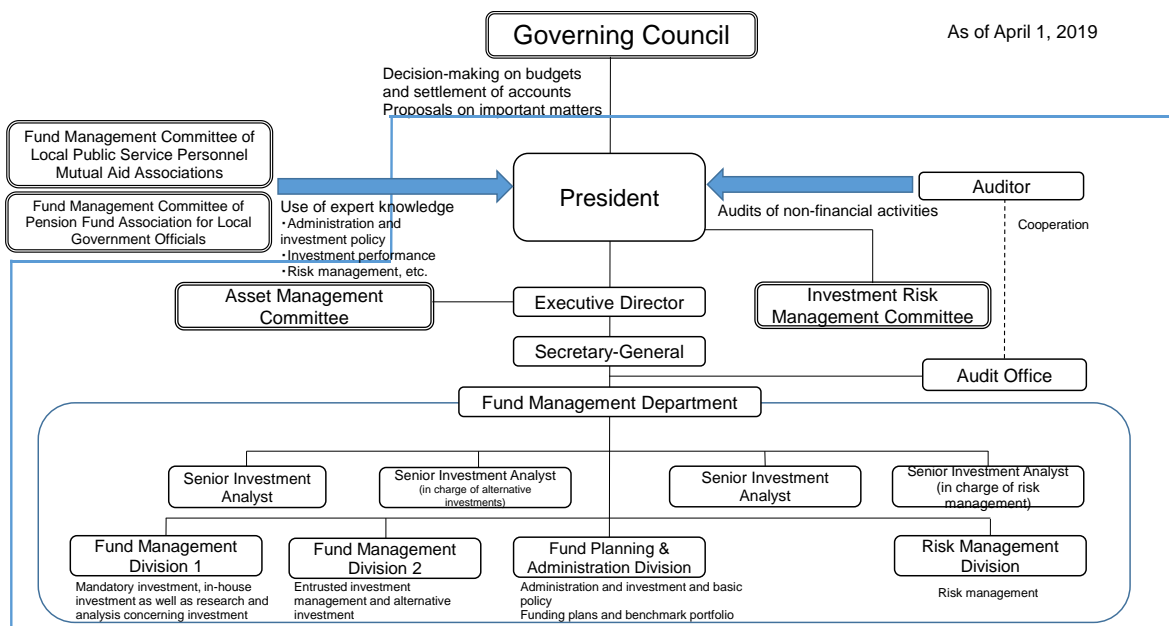 Governing Council
As of April 1, 2019
Decision-making on budgets
and settlement of accounts
Proposals on important matters
Fund Management Committee of
Local Public Service Personnel
Mutual Aid Associations
Fund Management Committee of
Pension Fund Association for Local
Government Officials
President
Auditor
Use of expert knowledge
・Administration and
investment policy
・Investment performance
・Risk management, etc.
Audits of non-financial activities
Cooperation
Asset Management
Committee
Executive Director
Investment Risk
Management Committee
Secretary-General
Audit Office
Fund Management Department
Senior Investment
Analyst
Senior Investment Analyst
(in charge of alternative
investments)
Senior Investment
Analyst
Senior Investment Analyst
(in charge of risk
management)
Fund Management
Division 1
Mandatory investment, in-house
investment as well as research and
analysis concerning investment
Fund Management
Division 2
Entrusted investment
management and alternative
investment
Fund Planning &
Administration Division
Administration and investment and basic
policy
Funding plans and benchmark portfolio
Risk Management
Division
Risk management